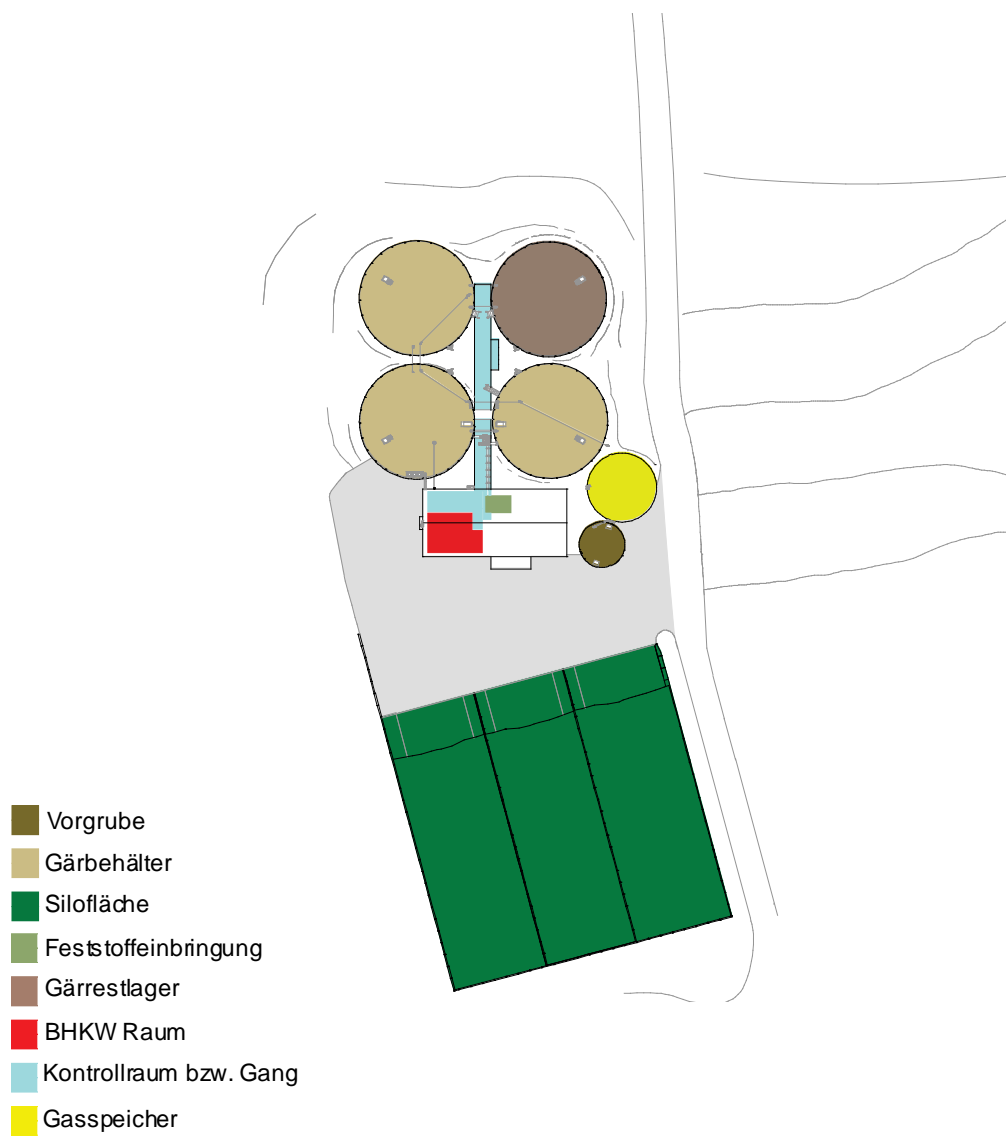 Vorgrube
Gärbehälter
Silofläche
Feststoffeinbringung
Gärrestlager
BHKW Raum
Kontrollraum bzw. Gang
Gasspeicher